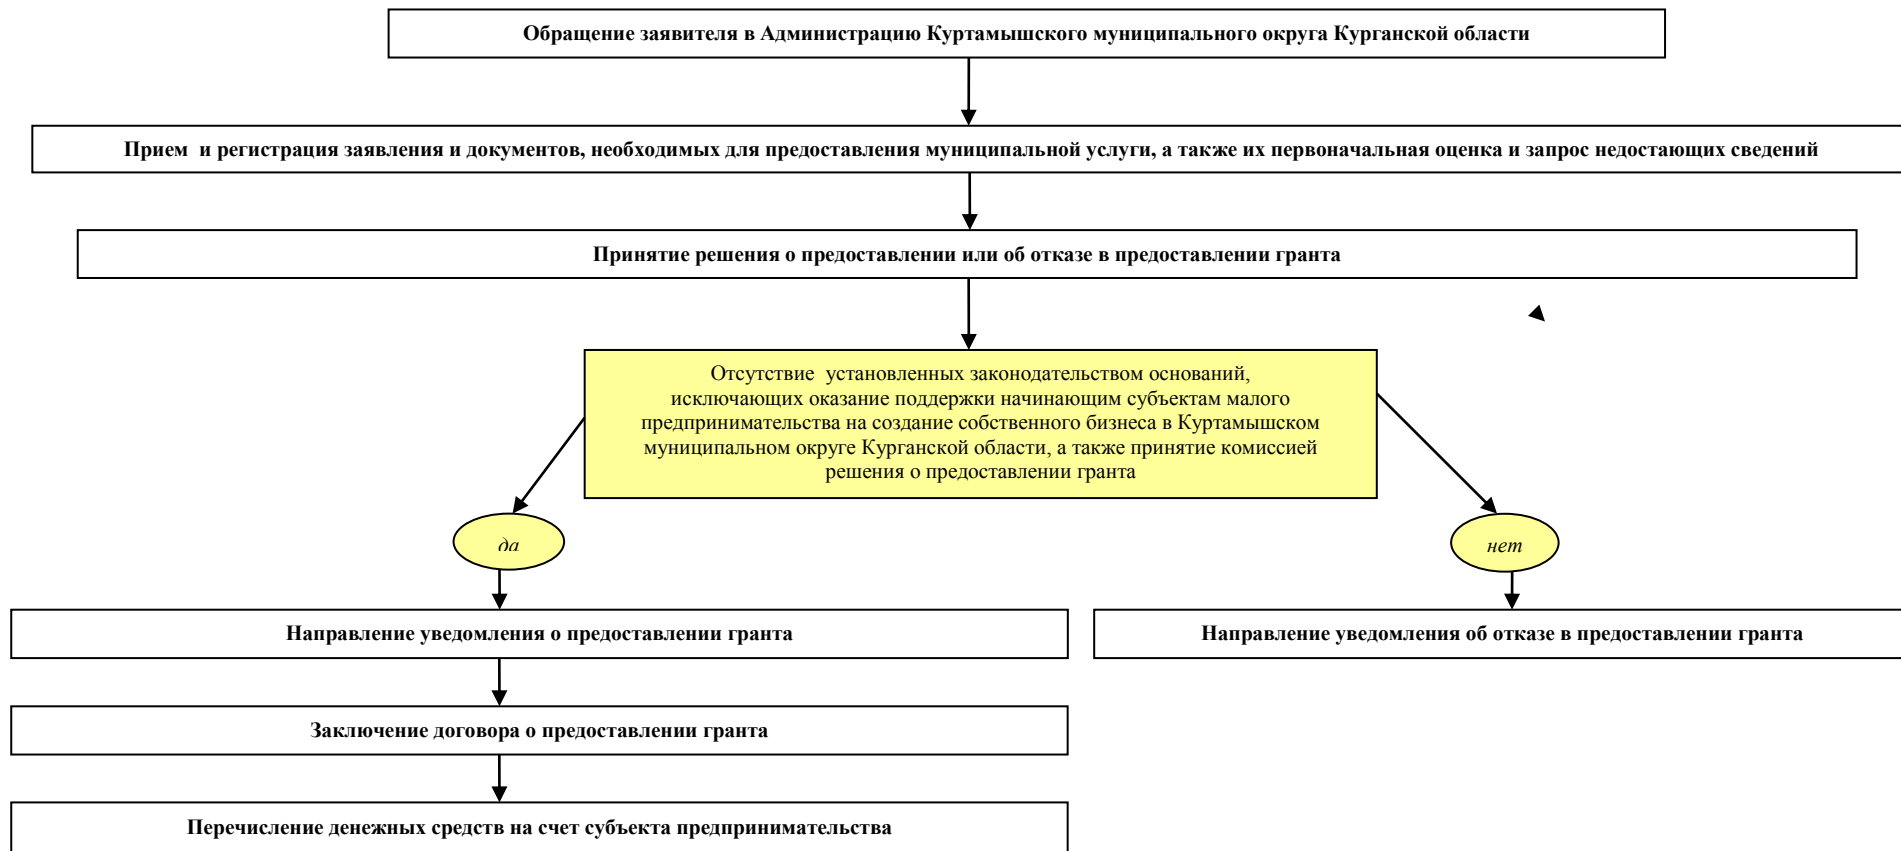 Обращение заявителя в Администрацию Куртамышского муниципального округа Курганской области
Прием  и регистрация заявления и документов, необходимых для предоставления муниципальной услуги, а также их первоначальная оценка и запрос недостающих сведений
Принятие решения о предоставлении или об отказе в предоставлении гранта
Отсутствие  установленных законодательством оснований,
исключающих оказание поддержки начинающим субъектам малого
предпринимательства на создание собственного бизнеса в Куртамышском
муниципальном округе Курганской области, а также принятие комиссией
решения о предоставлении гранта
да
нет
Направление уведомления о предоставлении гранта
Направление уведомления об отказе в предоставлении гранта
Заключение договора о предоставлении гранта
Перечисление денежных средств на счет субъекта предпринимательства